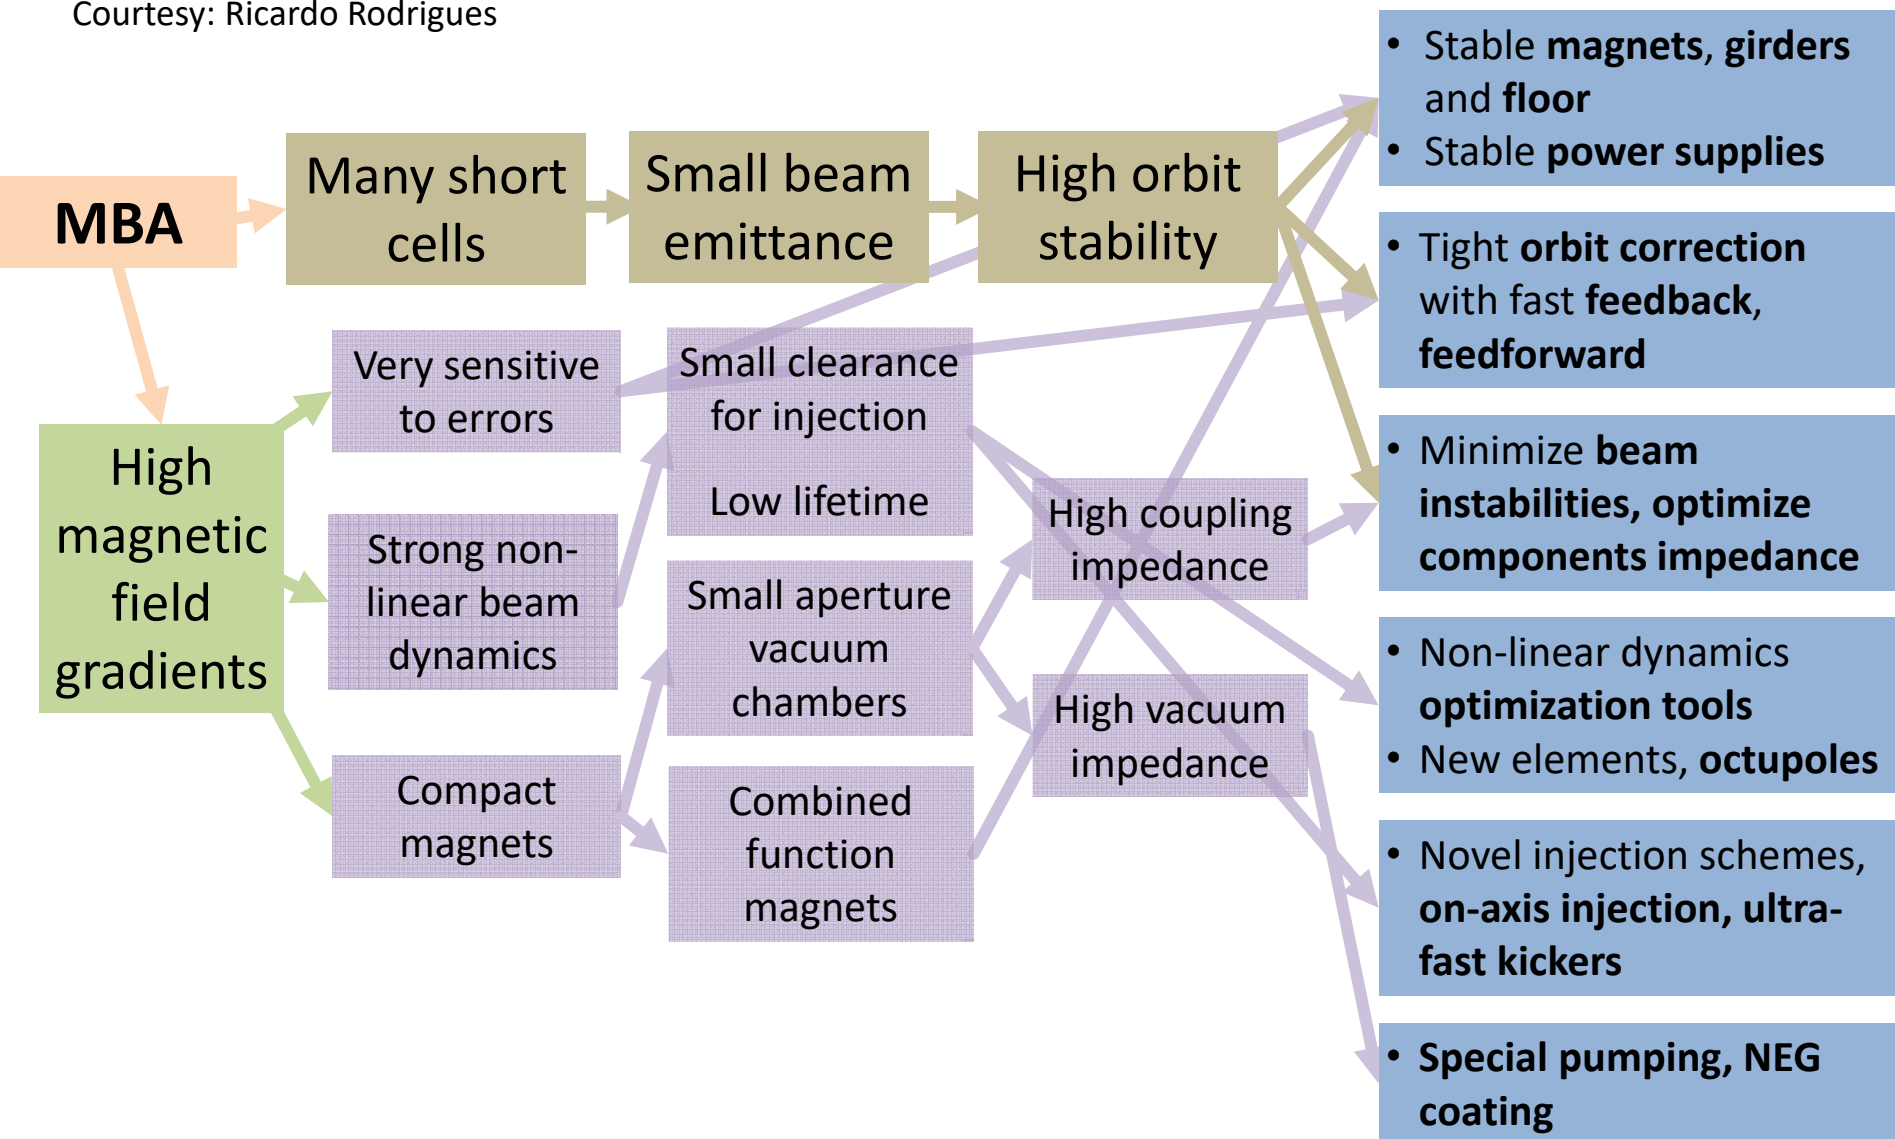 Courtesy: Ricardo Rodrigues
MBA
Many short
cells
Small beam
emittance
High orbit
stability
High
magnetic
field
gradients
Very sensitive
to errors
Strong non-
linear beam
dynamics
Compact
magnets
Small clearance
for injection
Low lifetime
Small aperture
vacuum
chambers
Combined
function
magnets
High coupling
impedance
High vacuum
impedance
• Stable magnets, girders
and floor
• Stable power supplies
• Tight orbit correction
with fast feedback,
feedforward
• Minimize beam
instabilities, optimize
components impedance
• Non-linear dynamics
optimization tools
• New elements, octupoles
• Novel injection schemes,
on-axis injection, ultra-
fast kickers
• Special pumping, NEG
coating